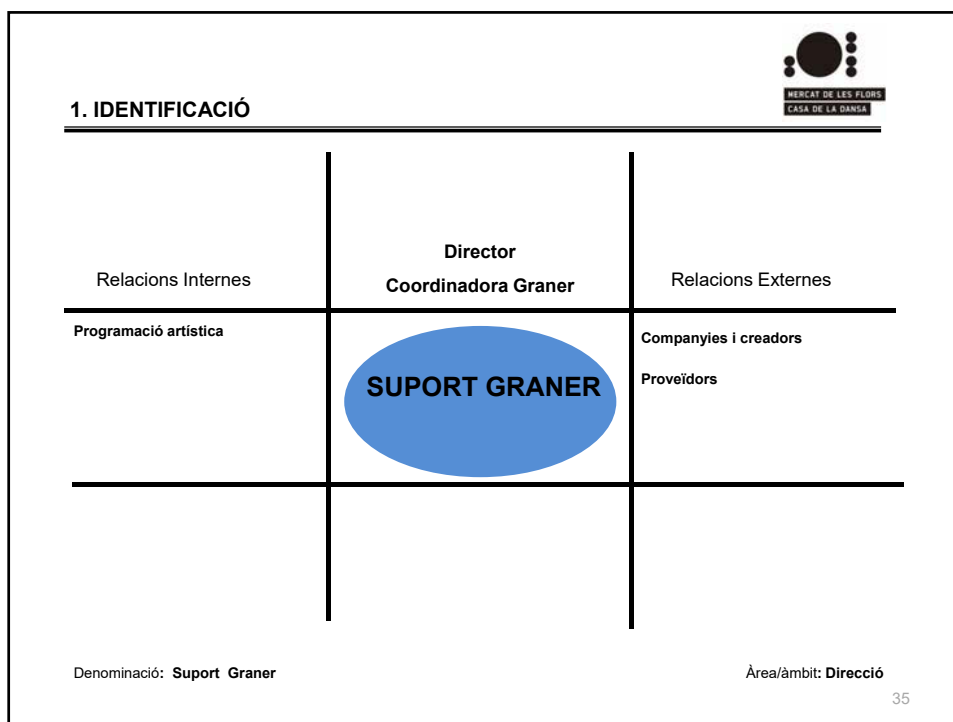 MERCAT DE LES FLORS
CASA DE LA DANSA
1. IDENTIFICACIÓ
Director
Relacions Internes
Coordinadora Graner
Relacions Externes
Programació artística
Companyies i creadors
SUPORT GRANER
Proveïdors
Denominació: Suport Graner
Àrea/àmbit: Direcció
35